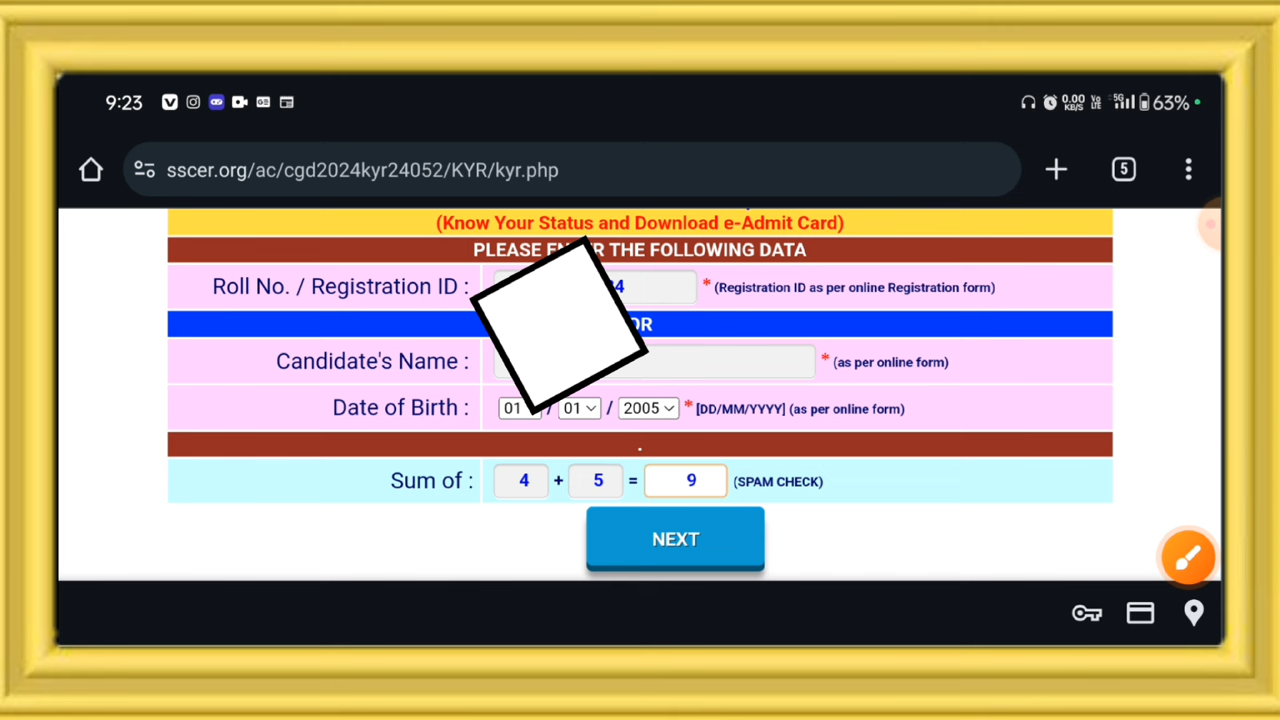 9:23
0.00 KB/S
Vo LTE
5G
63%
sscer.org/ac/cgd2024kyr24052/KYR/kyr.php
5
(Know Your Status and Download e-Admit Card)
PLEASE THE FOLLOWING DATA
Roll No. / Registration ID : * (Registration ID as per online Registration form)
OR
Candidate's Name : * (as per online form)
Date of Birth : 01 / 01 / 2005 * [DD/MM/YYYY] (as per online form)
.
Sum of : 4 + 5 = 9 (SPAM CHECK)
NEXT